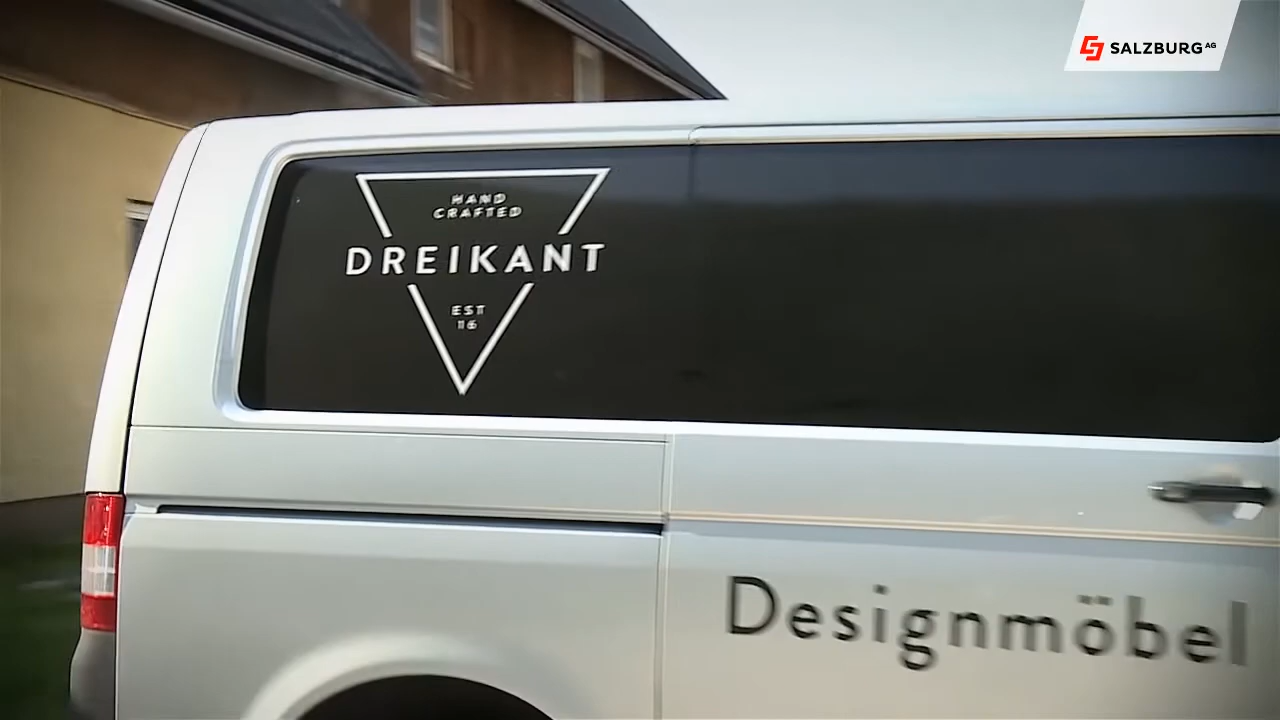 SALZBURG AG
HAND
CRAFTED
DREIKANT
EST
16
Designmöbel